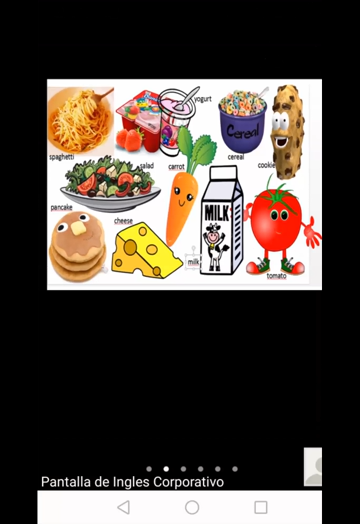 yogurt
Cereal
spaghetti
salad
carrot
cereal
cookie
pancake
cheese
MILK
milk
tomato
Pantalla de Ingles Corporativo